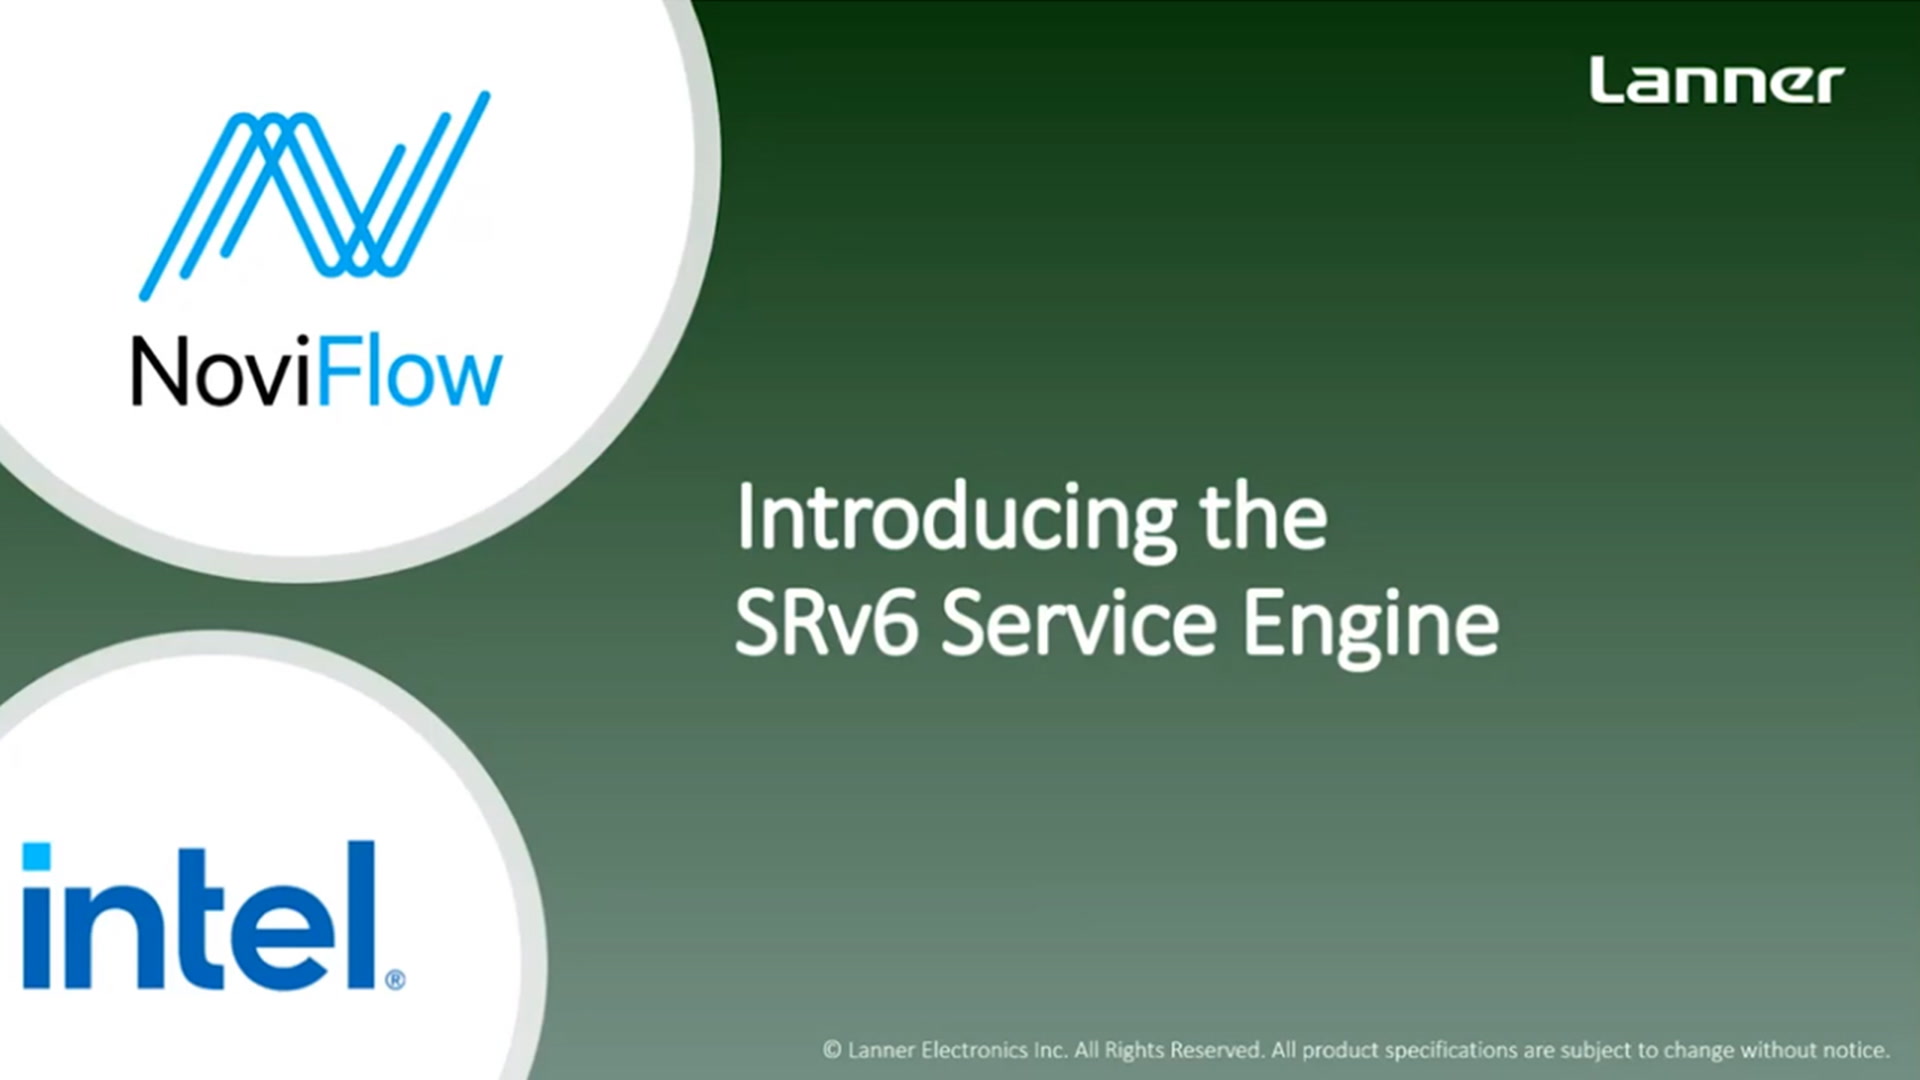 Lanner
NoviFlow
Introducing the
SRv6 Service Engine
intel®
© Lanner Electronics Inc. All Rights Reserved. All product specifications are subject to change without notice.